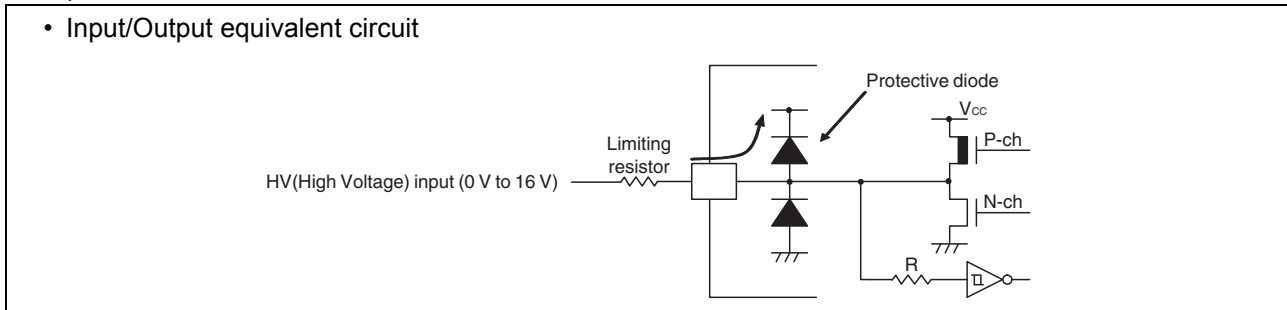 • Input/Output equivalent circuit
Protective diode
Vcc
P-ch
Limiting
resistor
HV(High Voltage) input (0 V to 16 V)
N-ch
R